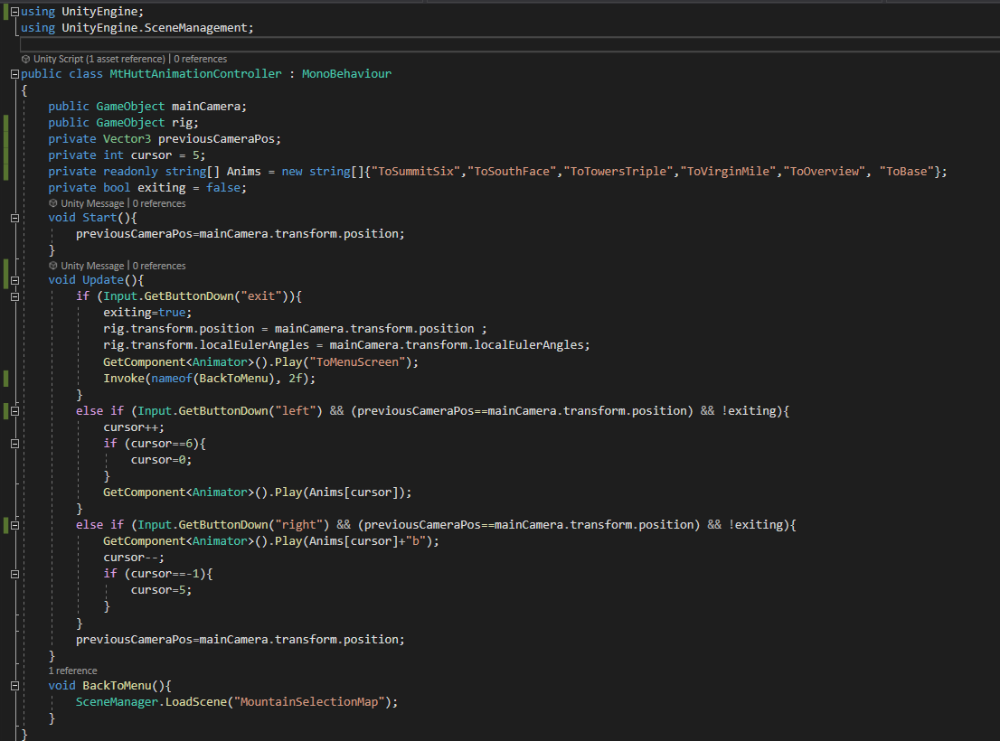 using UnityEngine;
using UnityEngine.SceneManagement;
Unity Script (1 asset reference) | 0 references
public class MtHuttAnimationController : MonoBehaviour
{
    public GameObject mainCamera;
    public GameObject rig;
    private Vector3 previousCameraPos;
    private int cursor = 5;
    private readonly string[] Anims = new string[]{"ToSummitSix","ToSouthFace","ToTowersTriple","ToVirginMile","ToOverview", "ToBase"};
    private bool exiting = false;
    Unity Message | 0 references
    void Start(){
        previousCameraPos=mainCamera.transform.position;
    }
    Unity Message | 0 references
    void Update(){
        if (Input.GetButtonDown("exit")){
            exiting=true;
            rig.transform.position = mainCamera.transform.position ;
            rig.transform.localEulerAngles = mainCamera.transform.localEulerAngles;
            GetComponent<Animator>().Play("ToMenuScreen");
            Invoke(nameof(BackToMenu), 2f);
        }
        else if (Input.GetButtonDown("left") && (previousCameraPos==mainCamera.transform.position) && !exiting){
            cursor++;
            if (cursor==6){
                cursor=0;
            }
            GetComponent<Animator>().Play(Anims[cursor]);
        }
        else if (Input.GetButtonDown("right") && (previousCameraPos==mainCamera.transform.position) && !exiting){
            GetComponent<Animator>().Play(Anims[cursor]+"b");
            cursor--;
            if (cursor==-1){
                cursor=5;
            }
        }
        previousCameraPos=mainCamera.transform.position;
    }
    1 reference
    void BackToMenu(){
        SceneManager.LoadScene("MountainSelectionMap");
    }
}